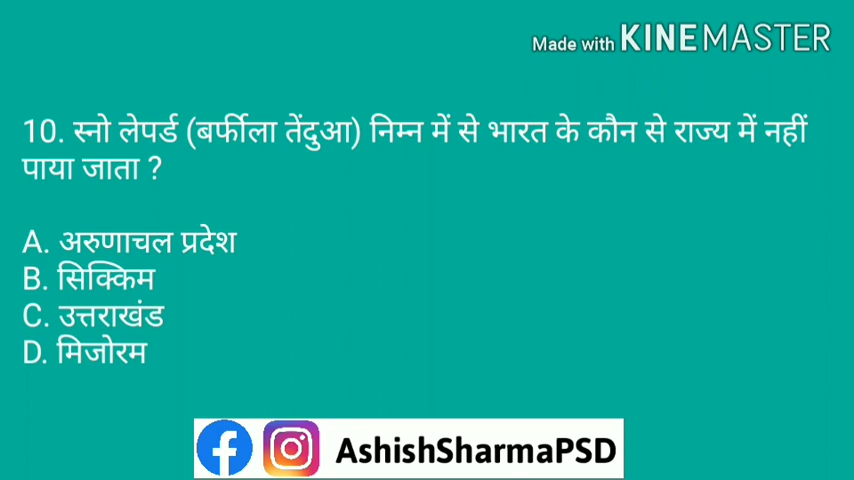 Made with KINEMASTER
10. स्नो लेपर्ड (बर्फीला तेंदुआ) निम्न में से भारत के कौन से राज्य में नहीं
पाया जाता ?
A. अरुणाचल प्रदेश
B. सिक्किम
C. उत्तराखंड
D. मिजोरम
AshishSharmaPSD